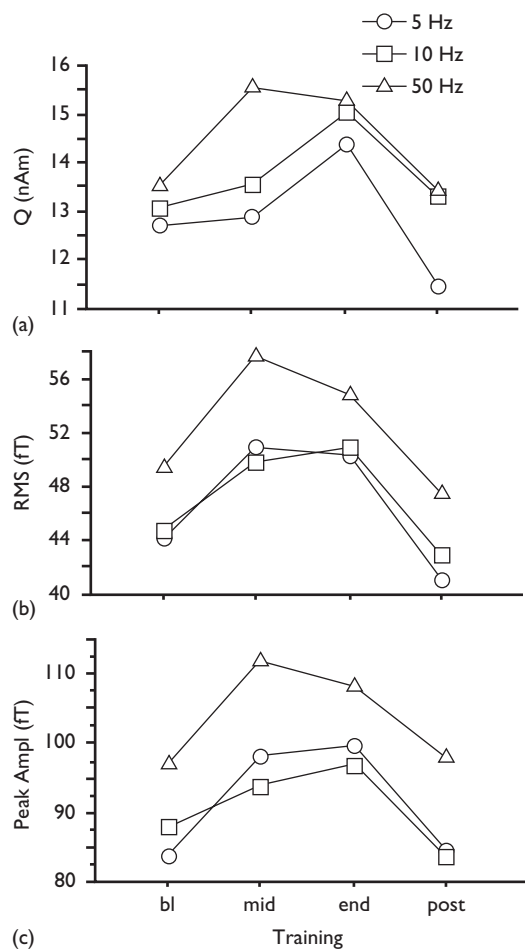 5 Hz
10 Hz
50 Hz
16
15
14
13
12
11
Q (nAm)
(a)
56
52
48
44
40
RMS (fT)
(b)
110
100
90
80
Peak Ampl (fT)
bl mid end post
(c)
Training